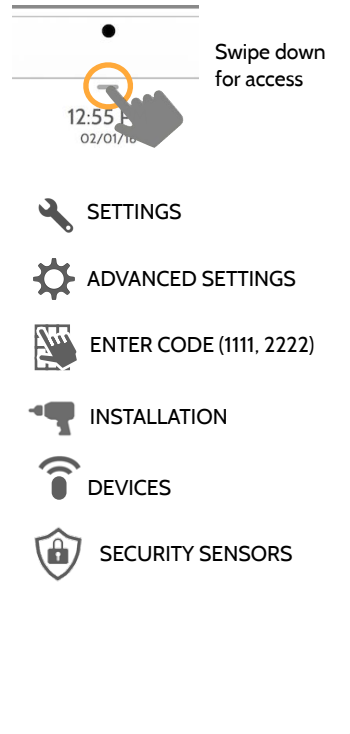 Swipe down
for access
12:55
02/01/18
SETTINGS
ADVANCED SETTINGS
ENTER CODE (1111, 2222)
INSTALLATION
DEVICES
SECURITY SENSORS